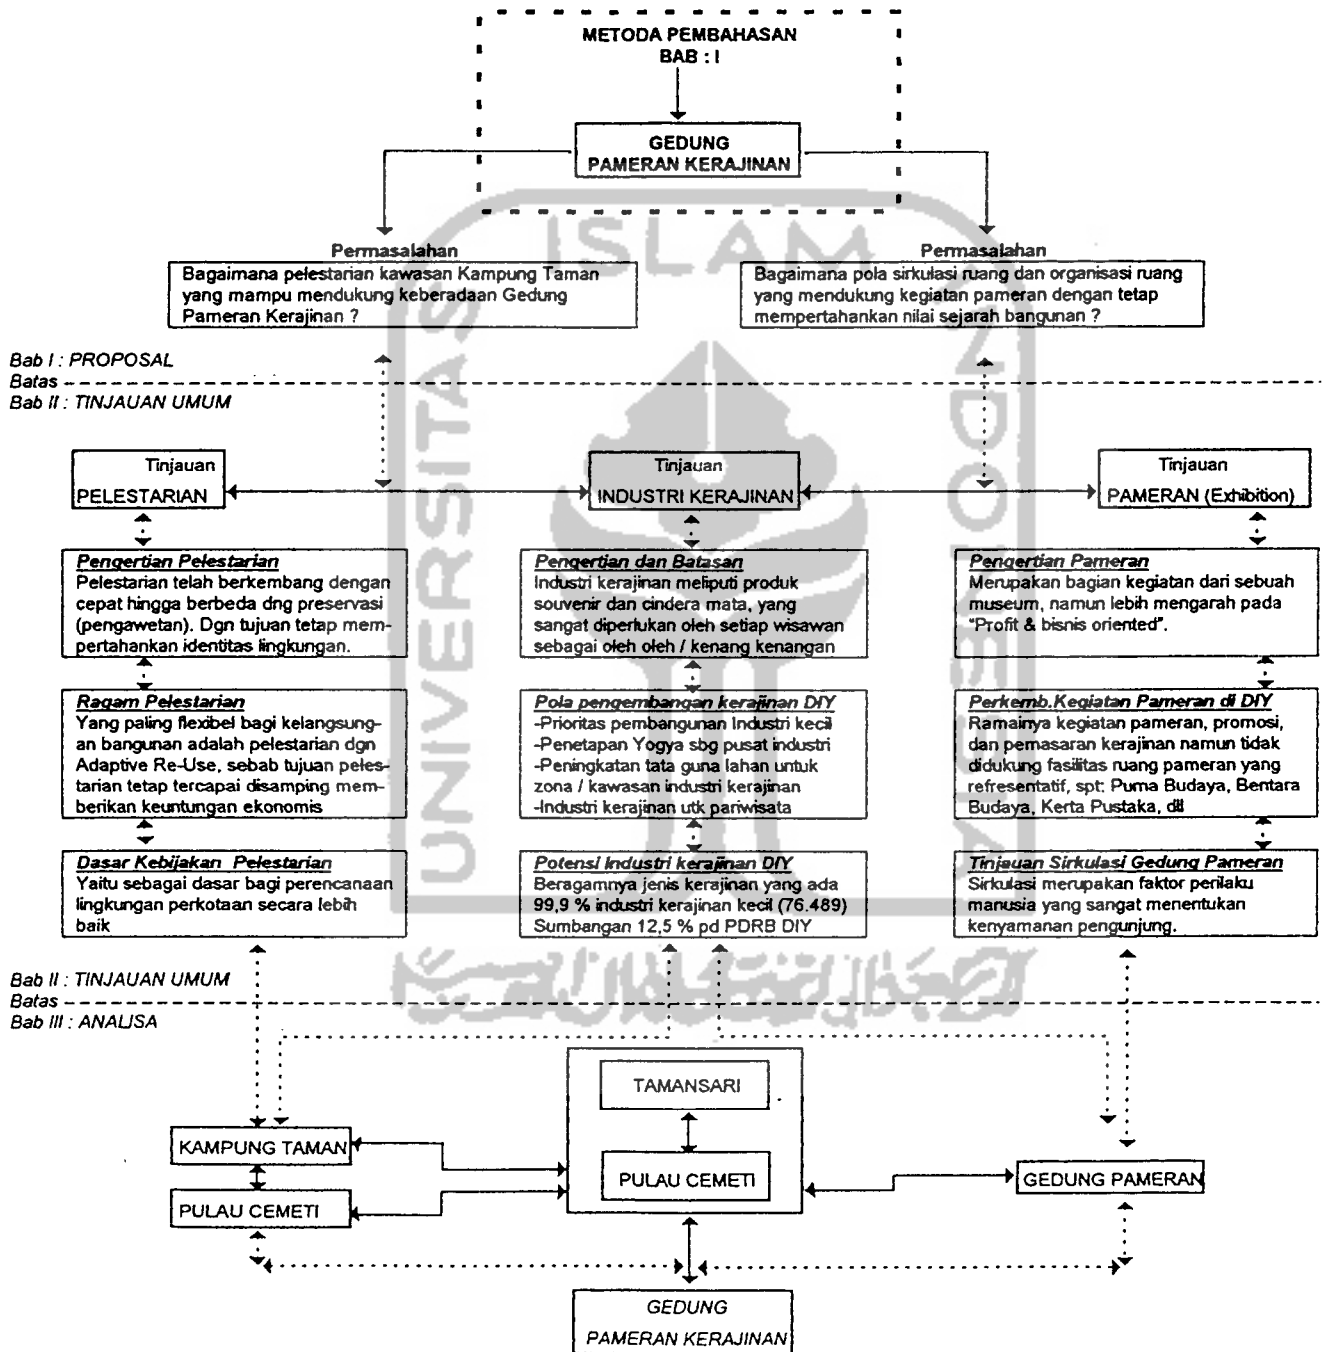 METODA PEMBAHASAN
BAB : I
GEDUNG
PAMERAN KERAJINAN
Permasalahan
Bagaimana pelestarian kawasan Kampung Taman
yang mampu mendukung keberadaan Gedung
Pameran Kerajinan ?
Permasalahan
Bagaimana pola sirkulasi ruang dan organisasi ruang
yang mendukung kegiatan pameran dengan tetap
mempertahankan nilai sejarah bangunan ?
Bab I : PROPOSAL
Batas
Bab II : TINJAUAN UMUM
Tinjauan
PELESTARIAN
Tinjauan
INDUSTRI KERAJINAN
Tinjauan
PAMERAN (Exhibition)
Pengertian Pelestarian
Pelestarian telah berkembang dengan
cepat hingga berbeda dng preservasi
(pengawetan). Dgn tujuan tetap mem-
pertahankan identitas lingkungan.
Pengertian dan Batasan
Industri kerajinan meliputi produk
souvenir dan cindera mata, yang
sangat diperlukan oleh setiap wisawan
sebagai oleh oleh / kenang kenangan
Pengertian Pameran
Merupakan bagian kegiatan dari sebuah
museum, namun lebih mengarah pada
"Profit & bisnis oriented".
Ragam Pelestarian
Yang paling flexibel bagi kelangsung-
an bangunan adalah pelestarian dgn
Adaptive Re-Use, sebab tujuan peles-
tarian tetap tercapai disamping mem-
berikan keuntungan ekonomis
Pola pengembangan kerajinan DIY
-Prioritas pembangunan Industri kecil
-Penetapan Yogya sbg pusat industri
-Peningkatan tata guna lahan untuk
zona / kawasan industri kerajinan
-Industri kerajinan utk pariwisata
Perkemb.Kegiatan Pameran di DIY
Ramainya kegiatan pameran, promosi,
dan pemasaran kerajinan namun tidak
didukung fasilitas ruang pameran yang
refresentatif, spt: Purna Budaya, Bentara
Budaya, Kerta Pustaka, dll
Dasar Kebijakan Pelestarian
Yaitu sebagai dasar bagi perencanaan
lingkungan perkotaan secara lebih
baik
Potensi Industri kerajinan DIY
Beragamnya jenis kerajinan yang ada
99,9 % industri kerajinan kecil (76.489)
Sumbangan 12,5 % pd PDRB DIY
Tinjauan Sirkulasi Gedung Pameran
Sirkulasi merupakan faktor perilaku
manusia yang sangat menentukan
kenyamanan pengunjung.
Bab II : TINJAUAN UMUM
Batas
Bab III : ANALISA
TAMANSARI
PULAU CEMETI
KAMPUNG TAMAN
PULAU CEMETI
GEDUNG PAMERAN
GEDUNG
PAMERAN KERAJINAN
UNIVERSITAS
ISLAM
INDONESIA